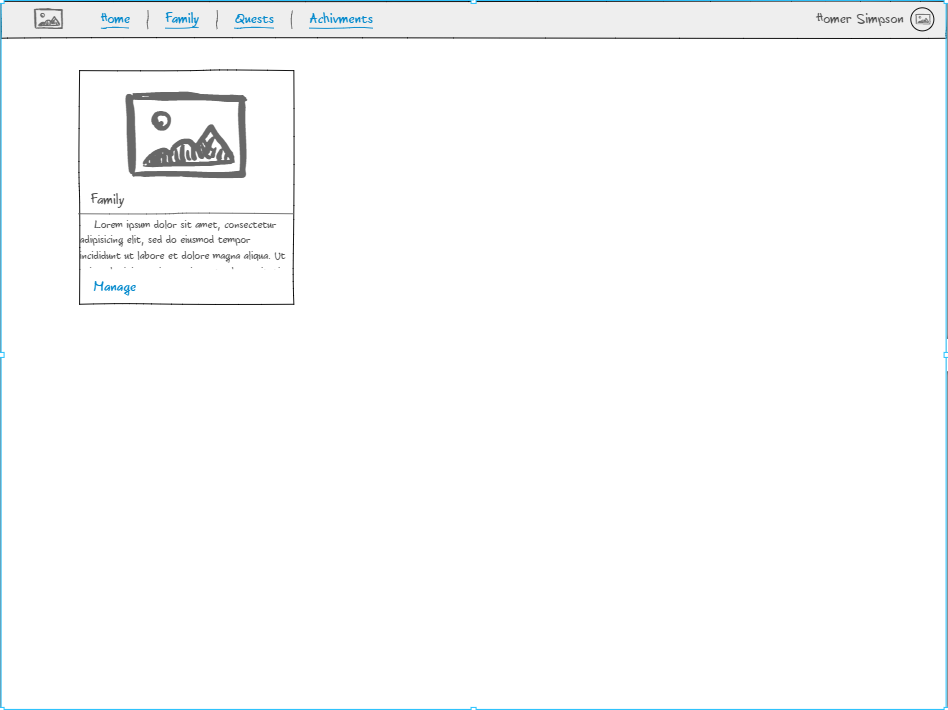 Home | Family | Quests | Achivments
Homer Simpson
Family
Lorem ipsum dolor sit amet, consectetur
adipisicing elit, sed do eiusmod tempor
incididunt ut labore et dolore magna aliqua. Ut
Manage